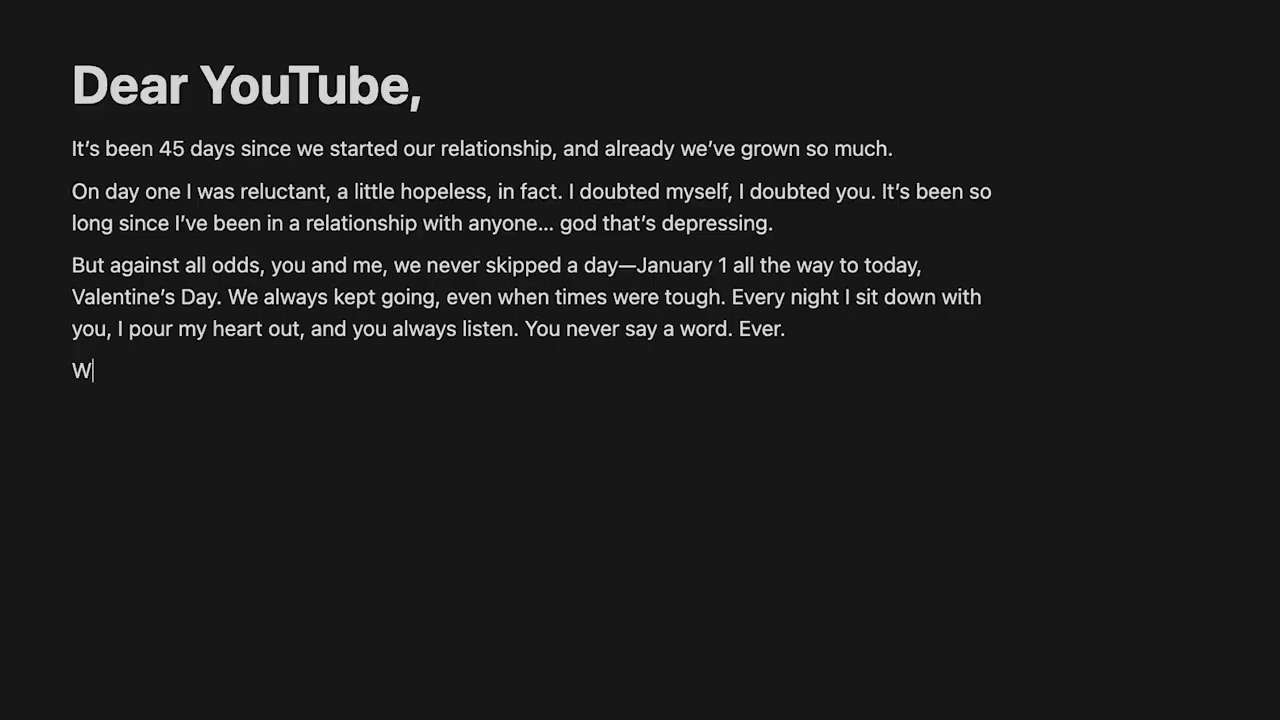 Dear YouTube,
It’s been 45 days since we started our relationship, and already we’ve grown so much.
On day one I was reluctant, a little hopeless, in fact. I doubted myself, I doubted you. It’s been so
long since I’ve been in a relationship with anyone... god that’s depressing.
But against all odds, you and me, we never skipped a day—January 1 all the way to today,
Valentine’s Day. We always kept going, even when times were tough. Every night I sit down with
you, I pour my heart out, and you always listen. You never say a word. Ever.
W